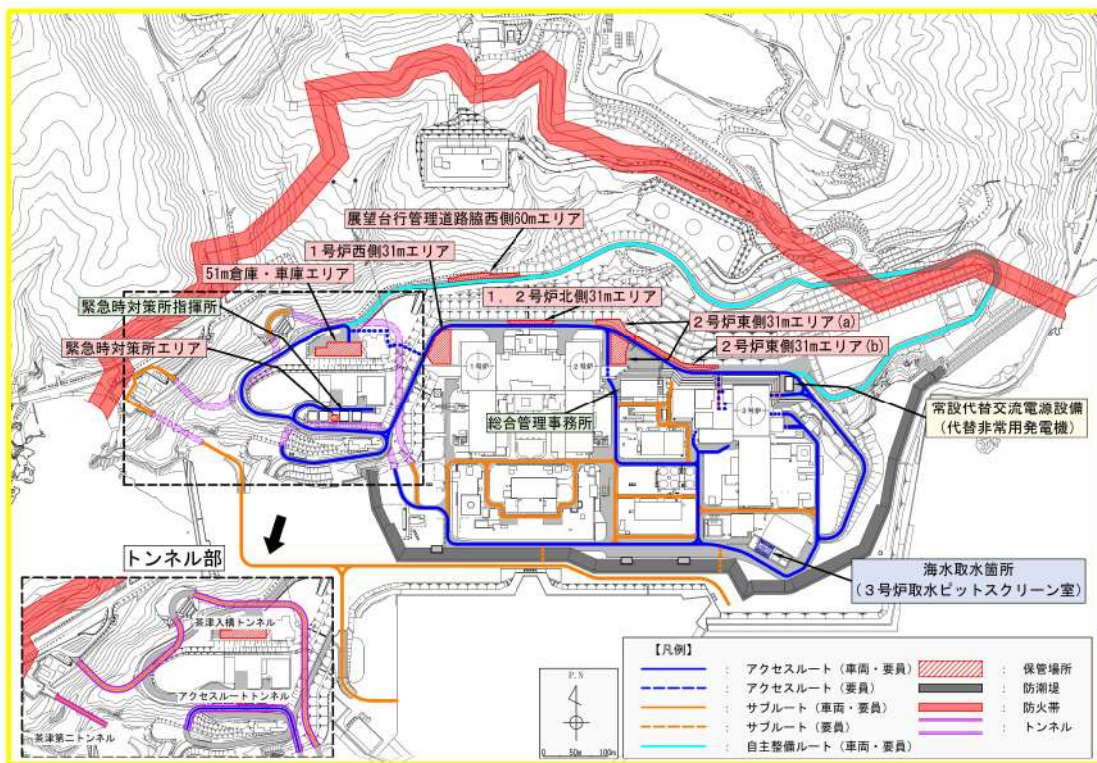 展望台行管理道路脇西側60mエリア
1号炉西側31mエリア
51m倉庫・車庫エリア
1,2号炉北側31mエリア
緊急時対策所指揮所
2号炉東側31mエリア(a)
緊急時対策所エリア
2号炉東側31mエリア(b)
1号炉
2号炉
3号炉
総合管理事務所
常設代替交流電源設備
(代替非常用発電機)
トンネル部
海水取水箇所
(3号炉取水ピットスクリーン室)
茶津入構トンネル
アクセスルートトンネル
茶津第二トンネル
P.N
0 50m 100m
【凡例】
: アクセスルート(車両・要員)
: アクセスルート(要員)
: サブルート(車両・要員)
: サブルート(要員)
: 自主整備ルート(車両・要員)
: 保管場所
: 防潮堤
: 防火帯
: トンネル